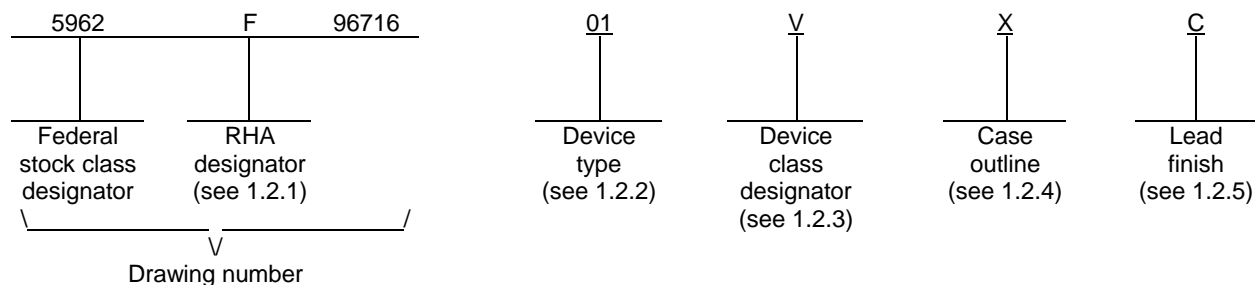 5962 F 96716 01 V X C
Federal stock class designator
RHA designator (see 1.2.1)
Device type (see 1.2.2)
Device class designator (see 1.2.3)
Case outline (see 1.2.4)
Lead finish (see 1.2.5)
Drawing number